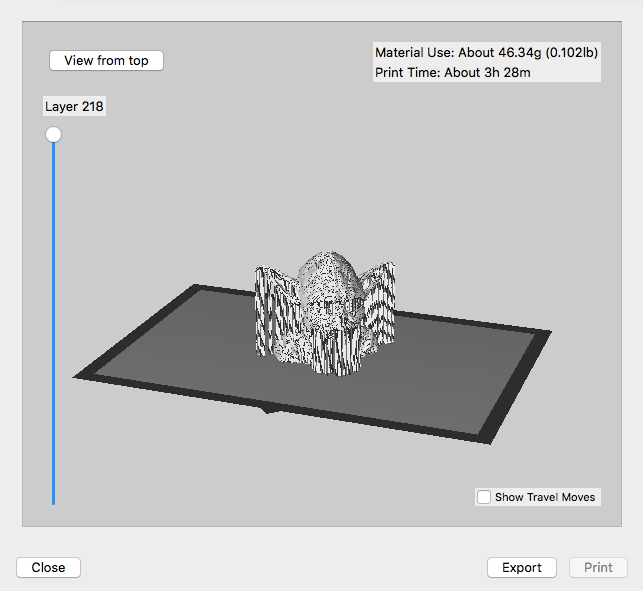 View from top
Material Use: About 46.34g (0.102lb)
Print Time: About 3h 28m
Layer 218
Show Travel Moves
Close
Export
Print